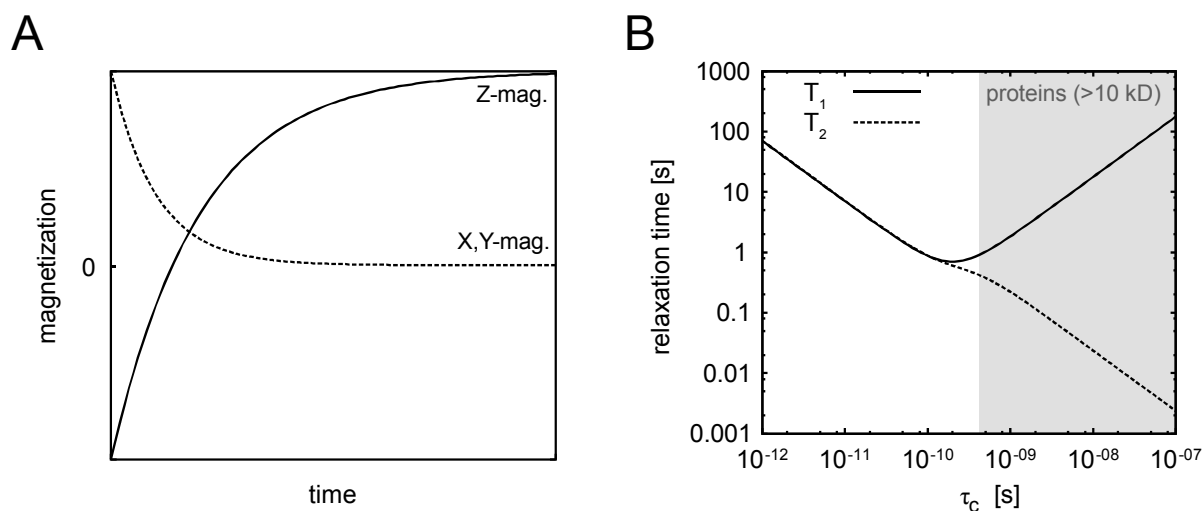 A
Z-mag.
X,Y-mag.
0
magnetization
time
B
1000
100
10
1
0.1
0.01
0.001
relaxation time [s]
T₁
T₂
proteins (>10 kD)
10⁻¹² 10⁻¹¹ 10⁻¹⁰ 10⁻⁰⁹ 10⁻⁰⁸ 10⁻⁰⁷
τc [s]